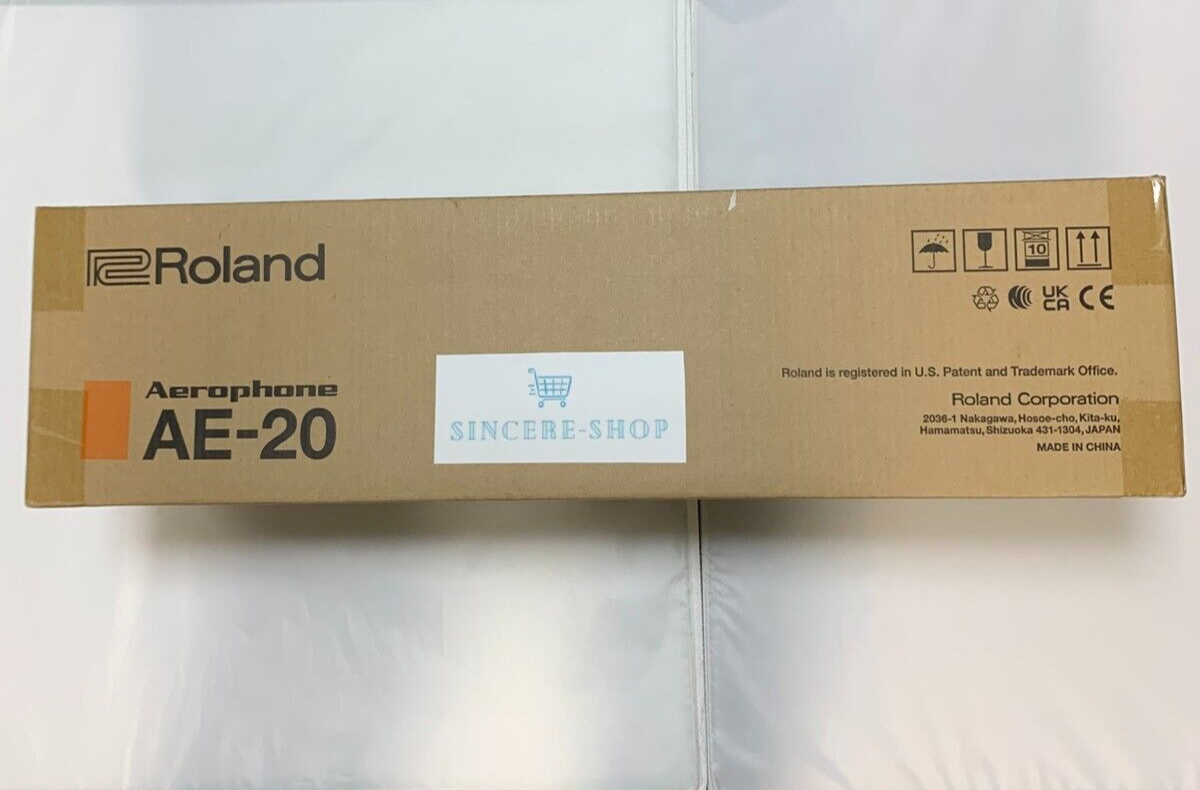 Roland
Aerophone
AE-20
SINCERE-SHOP
10
UK
CA
CE
Roland is registered in U.S. Patent and Trademark Office.
Roland Corporation
2036-1 Nakagawa, Hosoe-cho, Kita-ku,
Hamamatsu, Shizuoka 431-1304, JAPAN
MADE IN CHINA